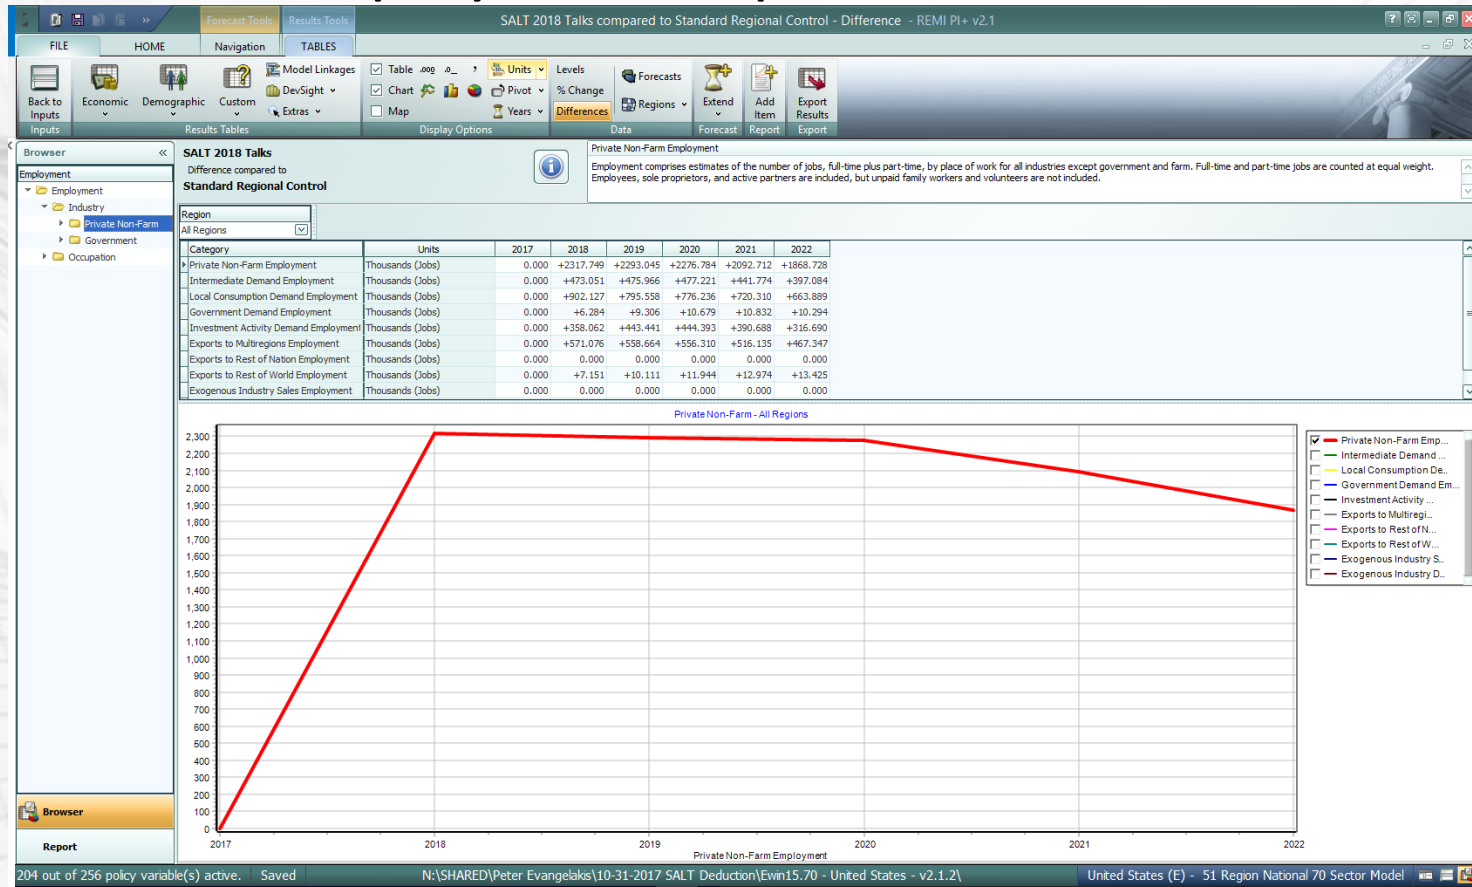 Forecast Tools Results Tools SALT 2018 Talks compared to Standard Regional Control - Difference - REMI PI+ v2.1
FILE HOME Navigation TABLES
Back to Inputs
Economic
Demographic
Custom
Model Linkages
DevSight
Extras
Table .000 .0_ , Units
Chart Pivot
Map Years
Levels
% Change
Differences
Forecasts
Regions
Extend
Add Item
Export Results
Inputs Results Tables Display Options Data Forecast Report Export
Browser «
Employment
Employment
Industry
Private Non-Farm
Government
Occupation
Browser
Report
SALT 2018 Talks
Difference compared to
Standard Regional Control
Private Non-Farm Employment
Employment comprises estimates of the number of jobs, full-time plus part-time, by place of work for all industries except government and farm. Full-time and part-time jobs are counted at equal weight.
Employees, sole proprietors, and active partners are included, but unpaid family workers and volunteers are not included.
Region
All Regions
Category Units 2017 2018 2019 2020 2021 2022
Private Non-Farm Employment Thousands (Jobs) 0.000 +2317.749 +2293.045 +2276.784 +2092.712 +1868.728
Intermediate Demand Employment Thousands (Jobs) 0.000 +473.051 +475.966 +477.221 +441.774 +397.084
Local Consumption Demand Employment Thousands (Jobs) 0.000 +902.127 +795.558 +776.236 +720.310 +663.889
Government Demand Employment Thousands (Jobs) 0.000 +6.284 +9.306 +10.679 +10.832 +10.294
Investment Activity Demand Employment Thousands (Jobs) 0.000 +358.062 +443.441 +444.393 +390.688 +316.690
Exports to Multiregions Employment Thousands (Jobs) 0.000 +571.076 +558.664 +556.310 +516.135 +467.347
Exports to Rest of Nation Employment Thousands (Jobs) 0.000 0.000 0.000 0.000 0.000 0.000
Exports to Rest of World Employment Thousands (Jobs) 0.000 +7.151 +10.111 +11.944 +12.974 +13.425
Exogenous Industry Sales Employment Thousands (Jobs) 0.000 0.000 0.000 0.000 0.000 0.000
Private Non-Farm - All Regions
2,300
2,200
2,100
2,000
1,900
1,800
1,700
1,600
1,500
1,400
1,300
1,200
1,100
1,000
900
800
700
600
500
400
300
200
100
0
2017 2018 2019 2020 2021 2022
Private Non-Farm Employment
Private Non-Farm Emp...
Intermediate Demand ...
Local Consumption De..
Government Demand Em...
Investment Activity ...
Exports to Multiregi..
Exports to Rest of N...
Exports to Rest of W...
Exogenous Industry S..
Exogenous Industry D..
204 out of 256 policy variable(s) active. Saved N:\SHARED\Peter Evangelakis\10-31-2017 SALT Deduction\Ewin15.70 - United States - v2.1.2\ United States (E) - 51 Region National 70 Sector Model